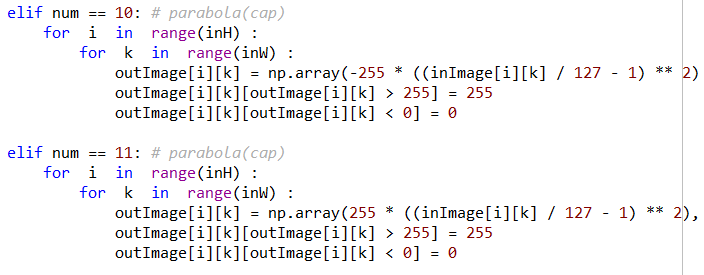 elif num == 10: # parabola(cap)
    for i in range(inH) :
        for k in range(inW) :
            outImage[i][k] = np.array(-255 * ((inImage[i][k] / 127 - 1) ** 2)
            outImage[i][k][outImage[i][k] > 255] = 255
            outImage[i][k][outImage[i][k] < 0] = 0
elif num == 11: # parabola(cap)
    for i in range(inH) :
        for k in range(inW) :
            outImage[i][k] = np.array(255 * ((inImage[i][k] / 127 - 1) ** 2),
            outImage[i][k][outImage[i][k] > 255] = 255
            outImage[i][k][outImage[i][k] < 0] = 0